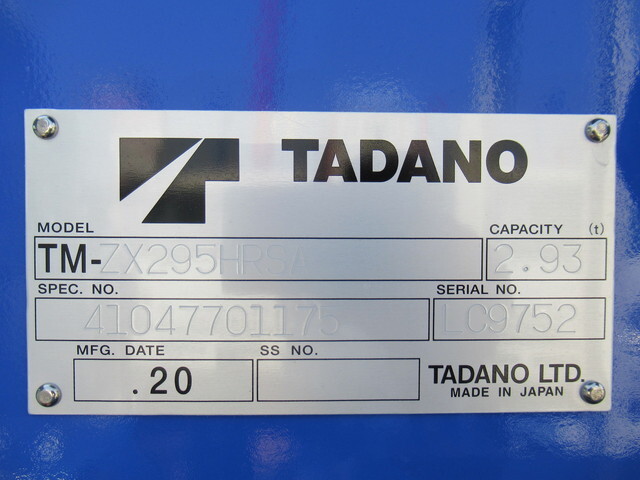 TADANO
MODEL CAPACITY (t)
TM-ZX295HRSA 2.93
SPEC. NO. SERIAL NO.
41047701175 LC9752
MFG. DATE SS NO.
.20 TADANO LTD.
MADE IN JAPAN